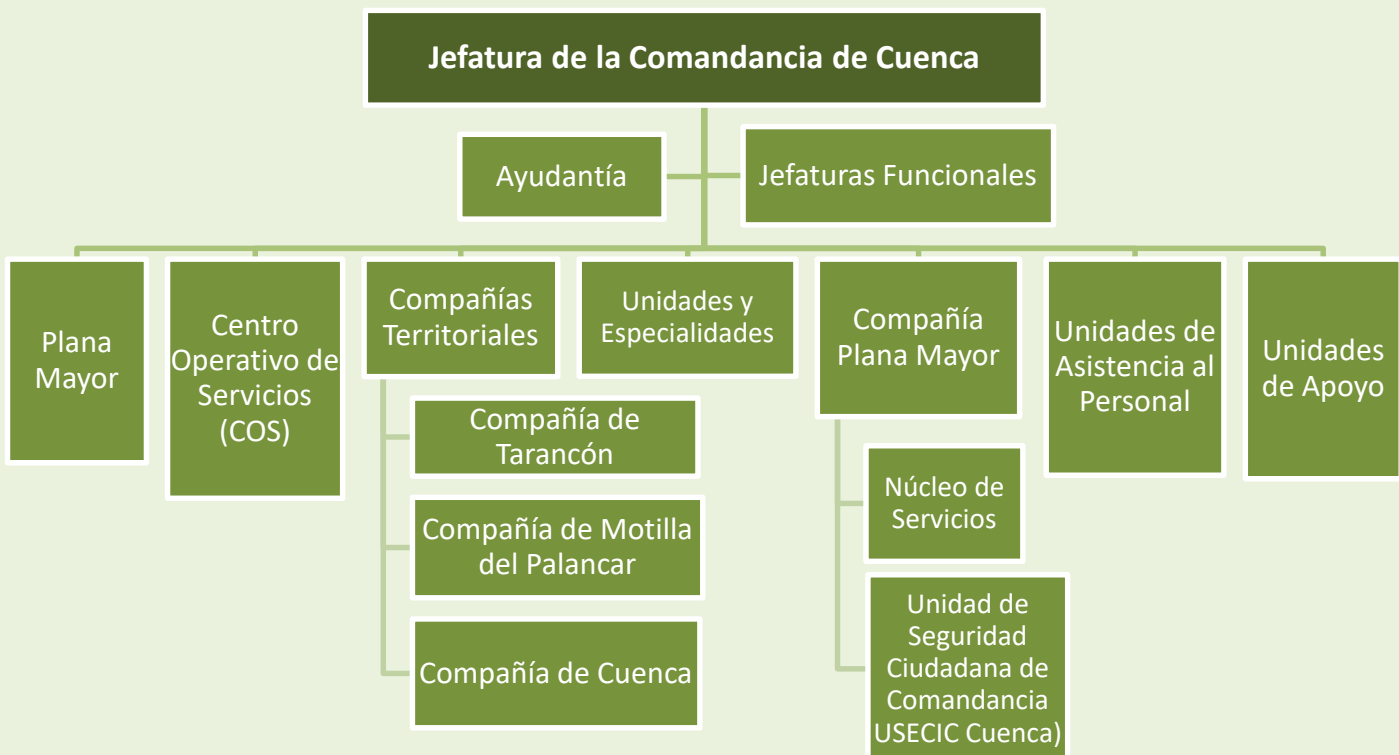 Jefatura de la Comandancia de Cuenca
Ayudantía
Jefaturas Funcionales
Plana
Mayor
Centro
Operativo de
Servicios
(COS)
Compañías
Territoriales
Compañía de
Tarancón
Compañía de Motilla
del Palancar
Compañía de Cuenca
Unidades y
Especialidades
Compañía
Plana Mayor
Núcleo de
Servicios
Unidad de
Seguridad
Ciudadana de
Comandancia
USECIC Cuenca)
Unidades de
Asistencia al
Personal
Unidades
de Apoyo